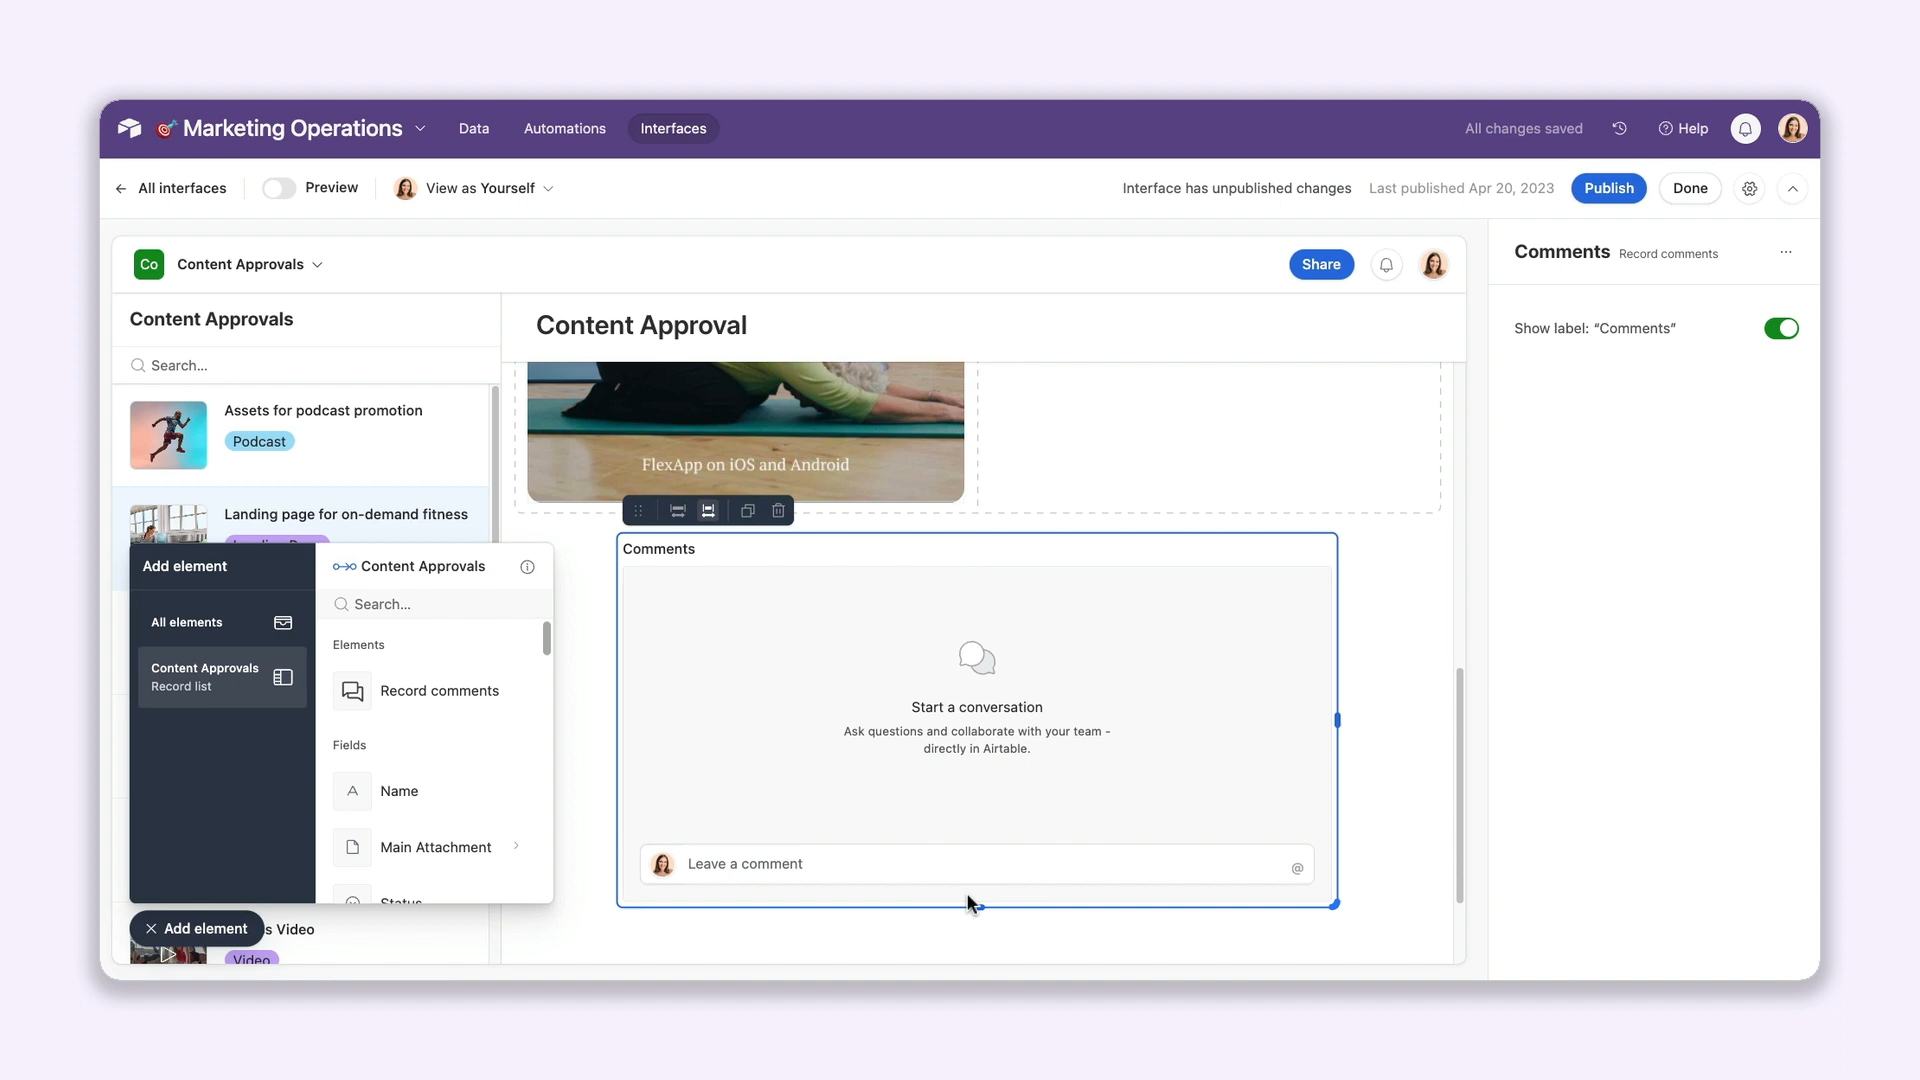 Marketing Operations
Data
Automations
Interfaces
All changes saved
Help
All interfaces
Preview
View as Yourself
Interface has unpublished changes
Last published Apr 20, 2023
Publish
Done
Co
Content Approvals
Share
Comments Record comments
Show label: “Comments”
Content Approvals
Search...
Assets for podcast promotion
Podcast
Landing page for on-demand fitness
Content Approval
FlexApp on iOS and Android
Add element
All elements
Content Approvals
Record list
Content Approvals
Search...
Elements
Record comments
Fields
Name
Main Attachment
Status
Add element
s Video
Video
Comments
Start a conversation
Ask questions and collaborate with your team -
directly in Airtable.
Leave a comment
@